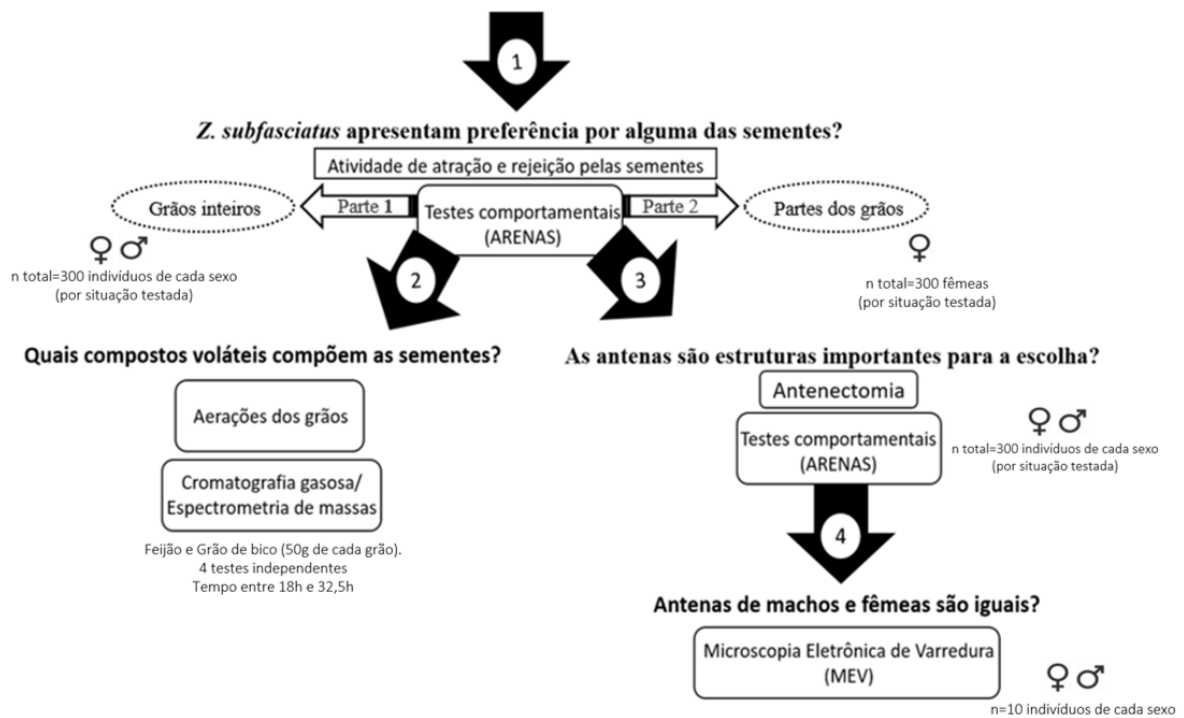 1
Z. subfasciatus apresentam preferência por alguma das sementes?
Atividade de atração e rejeição pelas sementes
Grãos inteiros
Parte 1
Testes comportamentais
(ARENAS)
Parte 2
Partes dos grãos
♀ ♂
n total=300 indivíduos de cada sexo
(por situação testada)
2
3
♀
n total=300 fêmeas
(por situação testada)
Quais compostos voláteis compõem as sementes?
Aerações dos grãos
Cromatografia gasosa/
Espectrometria de massas
Feijão e Grão de bico (50g de cada grão).
4 testes independentes
Tempo entre 18h e 32,5h
As antenas são estruturas importantes para a escolha?
Antenectomia
Testes comportamentais
(ARENAS)
♀ ♂
n total=300 indivíduos de cada sexo
(por situação testada)
4
Antenas de machos e fêmeas são iguais?
Microscopia Eletrônica de Varredura
(MEV)
♀ ♂
n=10 indivíduos de cada sexo